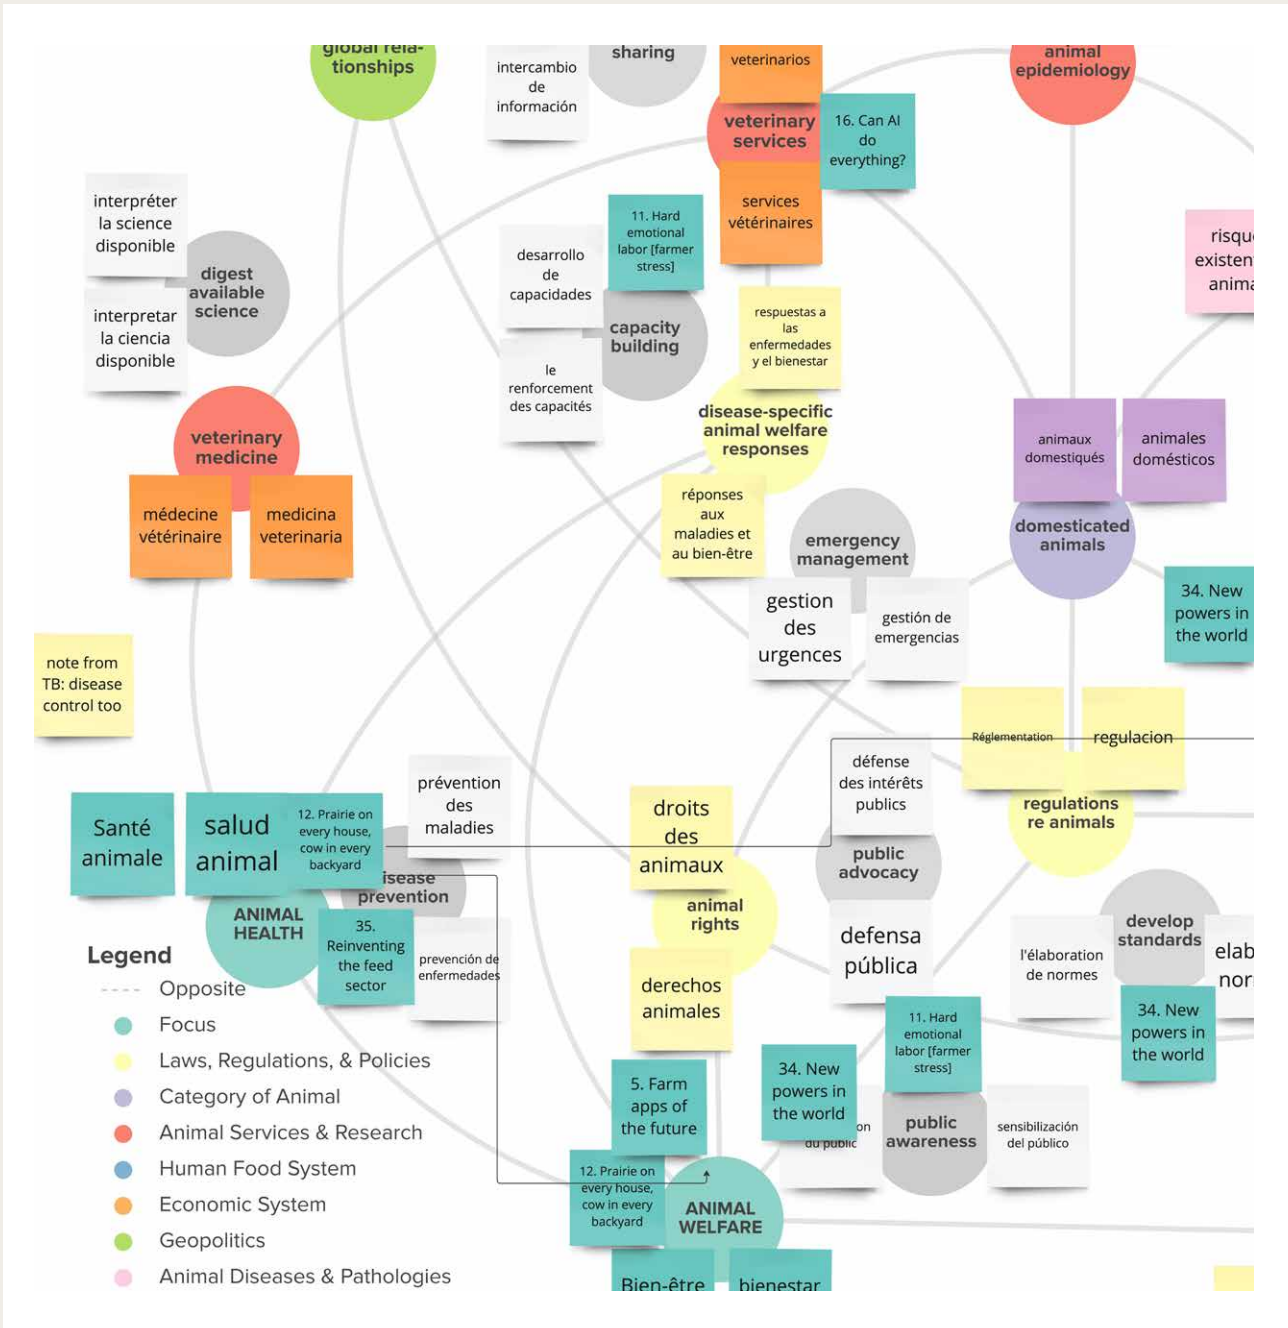 global rela-
tionships
intercambio
de
información
sharing
veterinarios
veterinary
services
16. Can AI
do
everything?
services
vétérinaires
animal
epidemiology
interpréter
la science
disponible
digest
available
science
interpretar
la ciencia
disponible
11. Hard
emotional
labor [farmer
stress]
desarrollo
de
capacidades
capacity
building
le
renforcement
des capacités
respuestas a
las
enfermedades
y el bienestar
disease-specific
animal welfare
responses
réponses
aux
maladies et
au bien-être
animaux
domestiqués
animales
domésticos
domesticated
animals
veterinary
medicine
médecine
vétérinaire
medicina
veterinaria
emergency
management
gestion
des
urgences
gestión de
emergencias
34. New
powers in
the world
note from
TB: disease
control too
Réglementation
regulacion
regulations
re animals
Santé
animale
salud
animal
12. Prairie on
every house,
cow in every
backyard
prévention
des
maladies
prevention
prevención de
enfermedades
ANIMAL
HEALTH
35.
Reinventing
the feed
sector
droits
des
animaux
animal
rights
derechos
animales
défense
des intérêts
publics
public
advocacy
defensa
pública
l'élaboration
de normes
develop
standards
34. New
powers in
the world
11. Hard
emotional
labor [farmer
stress]
34. New
powers in
the world
du public
public
awareness
sensibilización
del público
5. Farm
apps of
the future
12. Prairie on
every house,
cow in every
backyard
ANIMAL
WELFARE
Bien-être
bienestar
Legend
Opposite
Focus
Laws, Regulations, & Policies
Category of Animal
Animal Services & Research
Human Food System
Economic System
Geopolitics
Animal Diseases & Pathologies